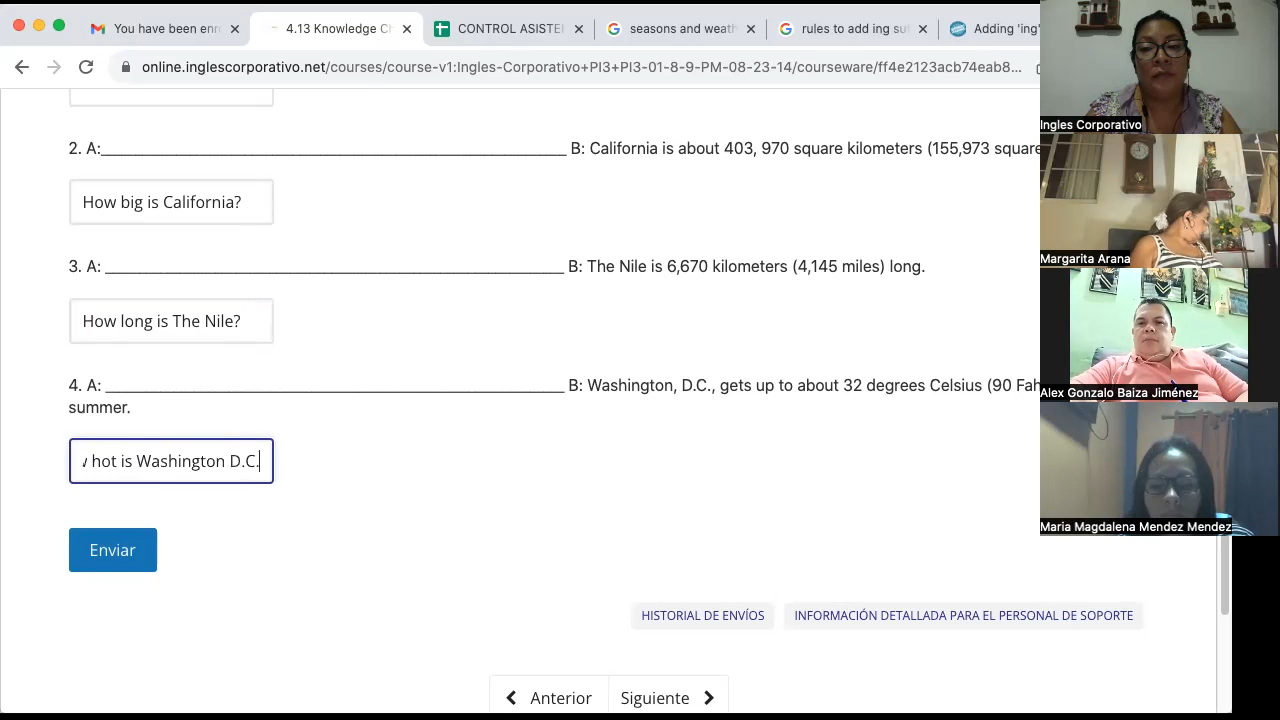 You have been enr
4.13 Knowledge Ch
CONTROL ASISTE
seasons and weath
rules to add ing suf
Adding 'ing'
online.inglescorporativo.net/courses/course-v1:Ingles-Corporativo+PI3+PI3-01-8-9-PM-08-23-14/courseware/ff4e2123acb74eab8...
2. A:____________________________________________________________ B: California is about 403, 970 square kilometers (155,973 square
How big is California?
3. A: ___________________________________________________________ B: The Nile is 6,670 kilometers (4,145 miles) long.
How long is The Nile?
4. A: ___________________________________________________________ B: Washington, D.C., gets up to about 32 degrees Celsius (90 Fah
summer.
hot is Washington D.C.
Enviar
HISTORIAL DE ENVÍOS
INFORMACIÓN DETALLADA PARA EL PERSONAL DE SOPORTE
Anterior
Siguiente
Ingles Corporativo
Margarita Arana
Alex Gonzalo Baiza Jiménez
Maria Magdalena Mendez Mendez